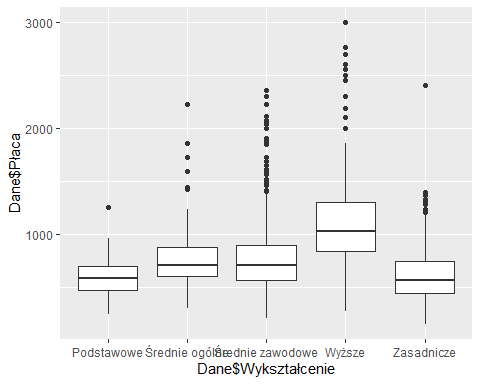 3000
2000
1000
Dane$Płaca
Podstawowe Średnie ogólne Średnie zawodowe Wyższe Zasadnicze
Dane$Wykształcenie